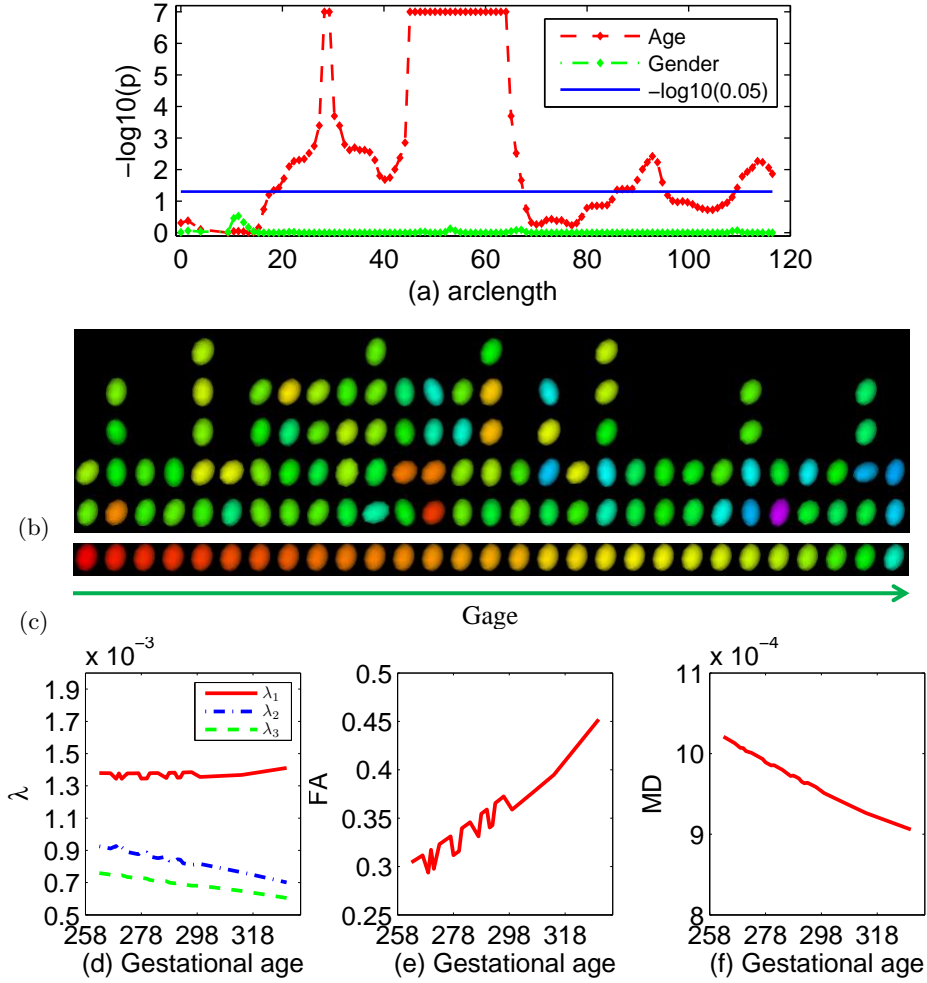 7
6
5
4
3
2
1
0
−log10(p)
Age
Gender
−log10(0.05)
0 20 40 60 80 100 120
(a) arclength
(b)
(c)
Gage
x 10⁻³
1.9
1.7
1.5
1.3
1.1
0.9
0.7
0.5
λ
λ₁
λ₂
λ₃
258 278 298 318
(d) Gestational age
0.5
0.45
0.4
0.35
0.3
0.25
FA
258 278 298 318
(e) Gestational age
x 10⁻⁴
11
10
9
8
MD
258 278 298 318
(f) Gestational age